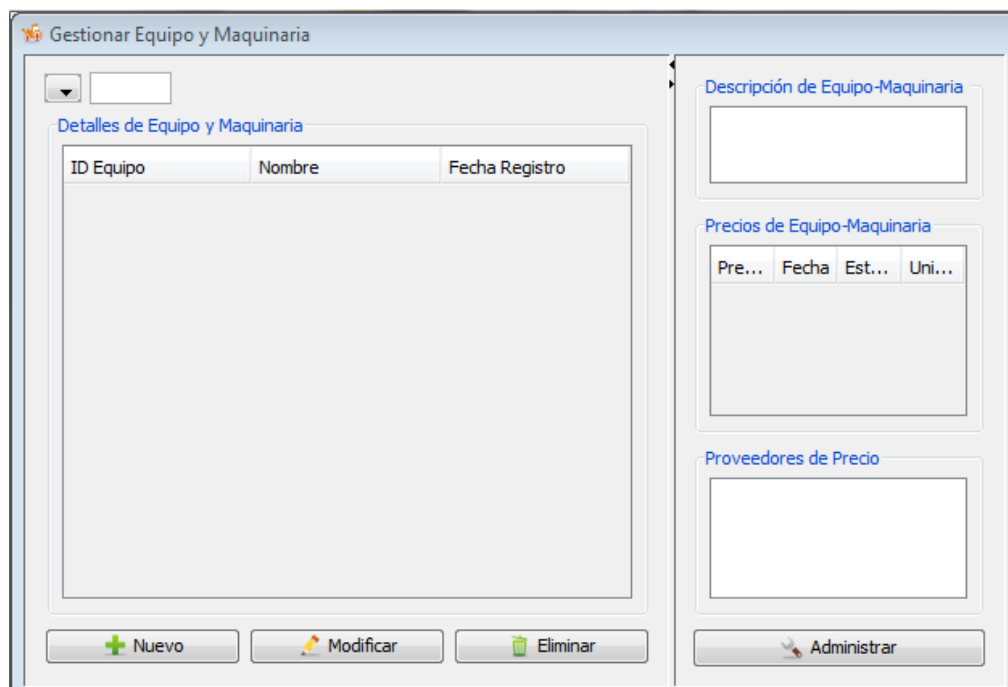 Gestionar Equipo y Maquinaria
Detalles de Equipo y Maquinaria
ID Equipo Nombre Fecha Registro
Nuevo Modificar Eliminar
Descripción de Equipo-Maquinaria
Precios de Equipo-Maquinaria
Pre... Fecha Est... Uni...
Proveedores de Precio
Administrar